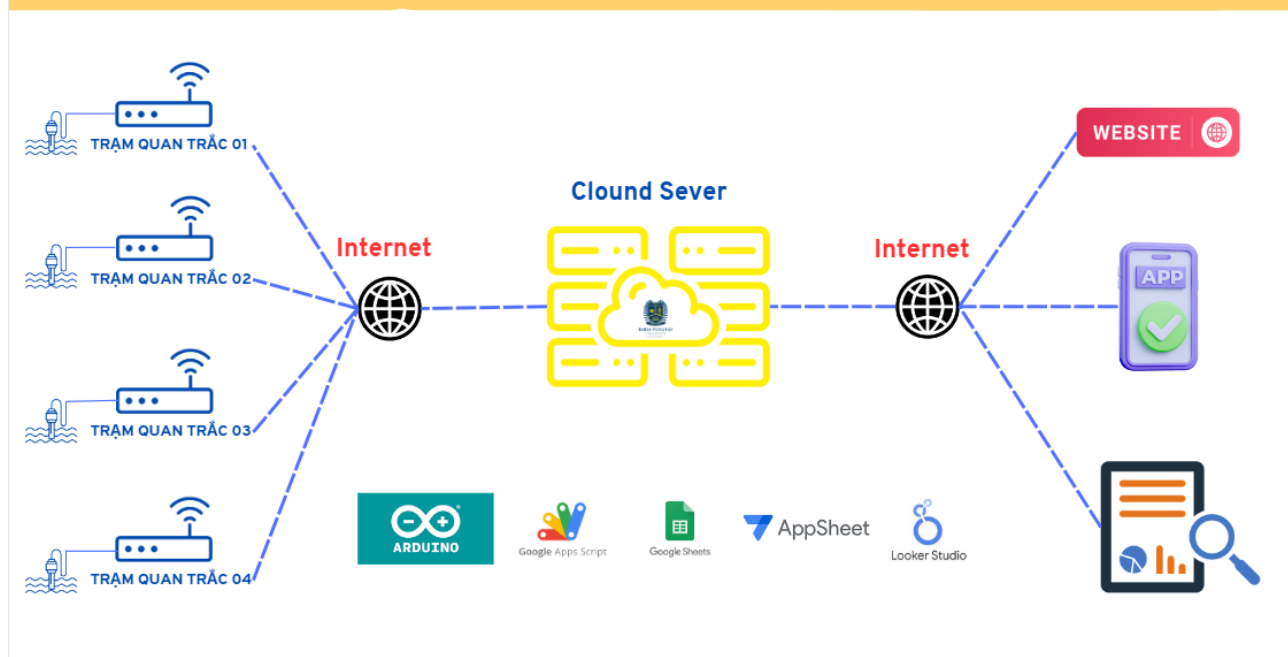 TRẠM QUAN TRẮC 01
TRẠM QUAN TRẮC 02
TRẠM QUAN TRẮC 03
TRẠM QUAN TRẮC 04
Internet
Clound Sever
Internet
WEBSITE
APP
ARDUINO
Google Apps Script
Google Sheets
AppSheet
Looker Studio